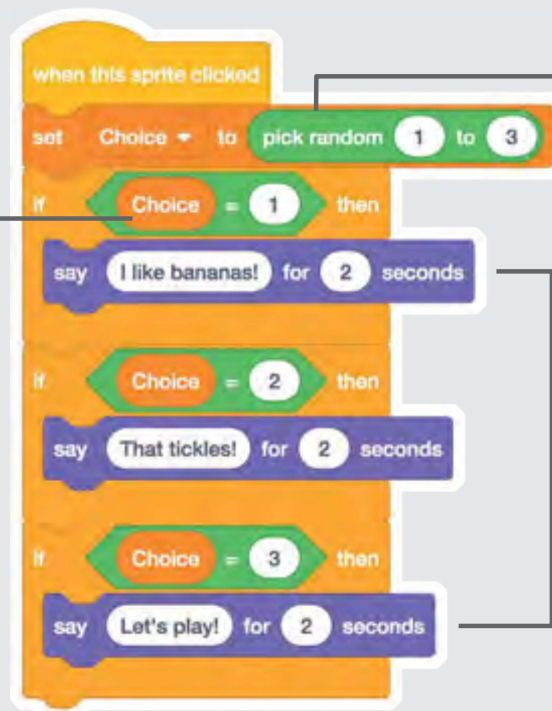 when this sprite clicked
set Choice to pick random 1 to 3
if Choice = 1 then
say I like bananas! for 2 seconds
if Choice = 2 then
say That tickles! for 2 seconds
if Choice = 3 then
say Let's play! for 2 seconds